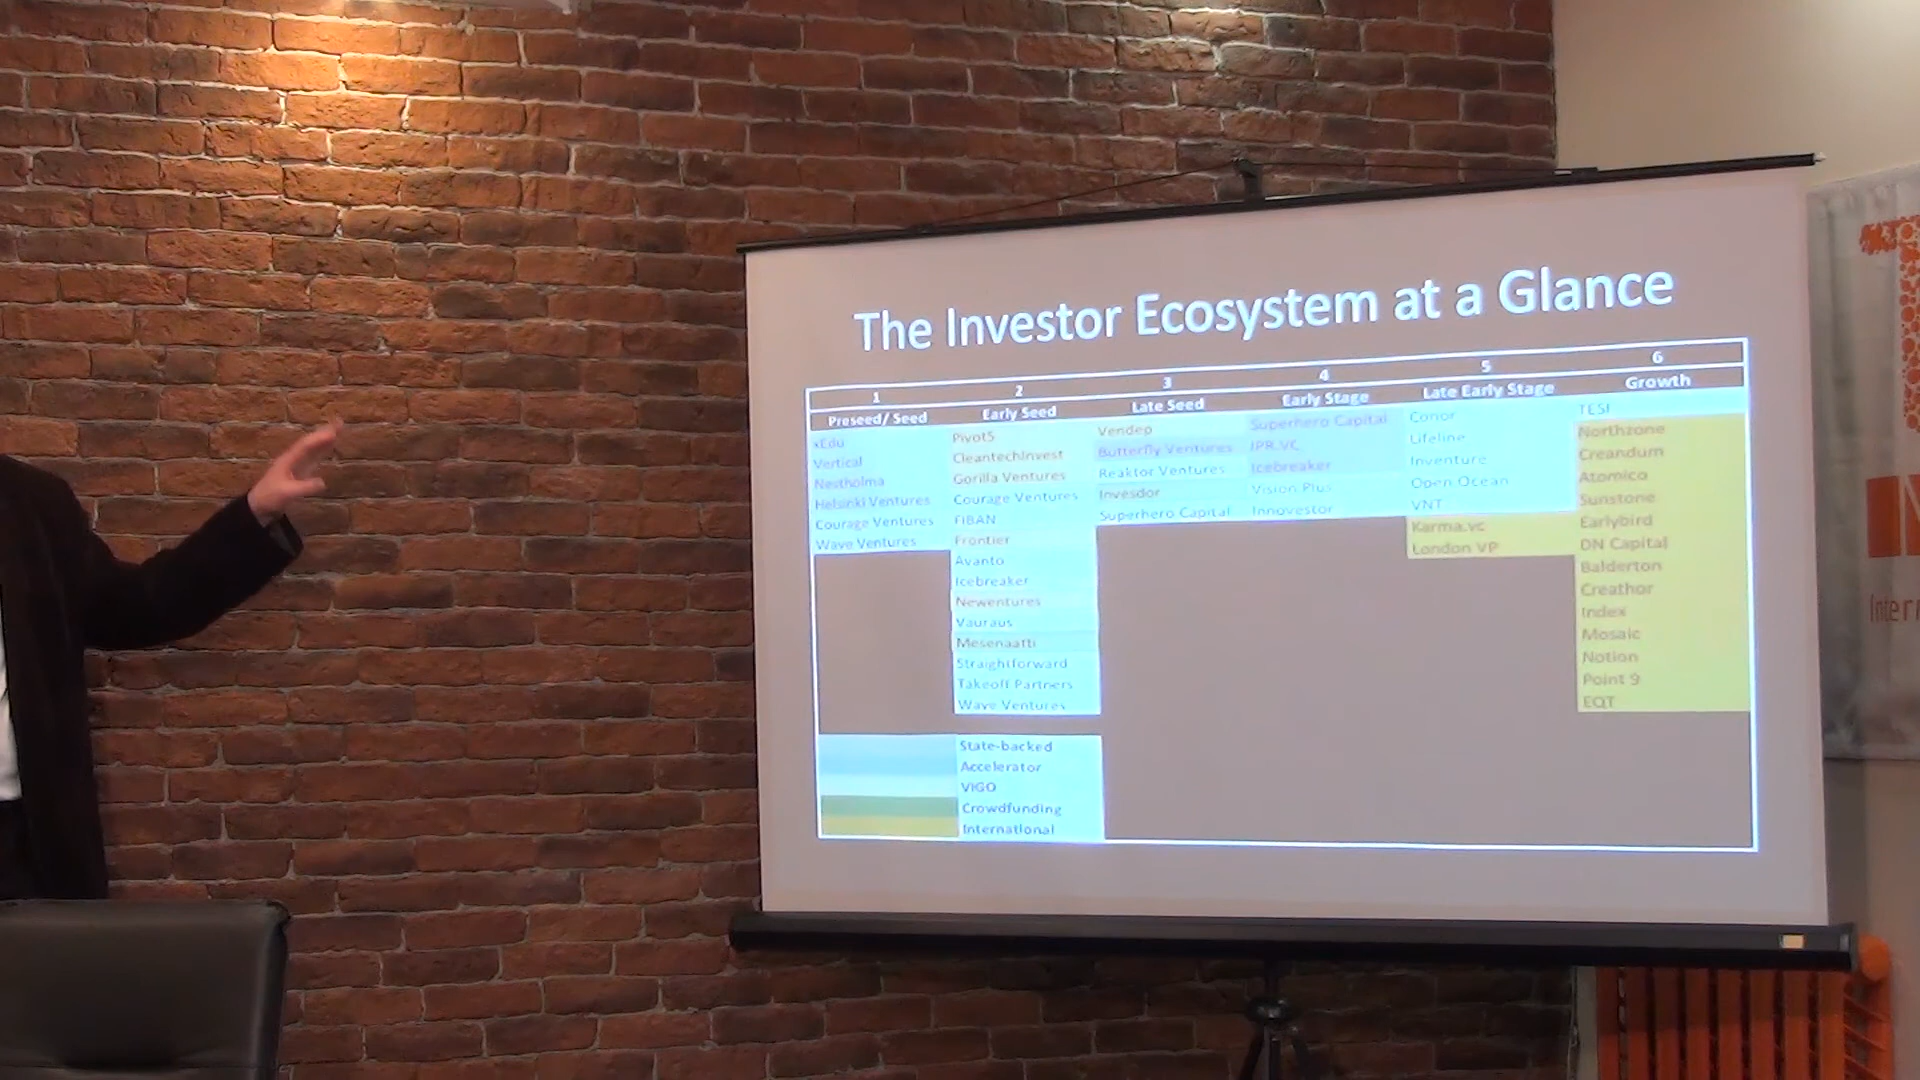 The Investor Ecosystem at a Glance
1 2 3 4 5 6
Preseed/ Seed Early Seed Late Seed Early Stage Late Early Stage Growth
xEdu
Vertical
Nestholma
Helsinki Ventures
Courage Ventures
Wave Ventures
Pivot5
CleantechInvest
Gorilla Ventures
Courage Ventures
FIBAN
Frontier
Avanto
Icebreaker
Newentures
Vauraus
Mesenaatti
Straightforward
Takeoff Partners
Wave Ventures
Vendep
Butterfly Ventures
Reaktor Ventures
Invesdor
Superhero Capital
Superhero Capital
JPR.VC
Icebreaker
Vision Plus
Innovestor
Conor
Lifeline
Inventure
Open Ocean
VNT
Karma.vc
London VP
TESI
Northzone
Creandum
Atomico
Sunstone
Earlybird
DN Capital
Balderton
Creathor
Index
Mosaic
Notion
Point 9
EQT
State-backed
Accelerator
VIGO
Crowdfunding
International